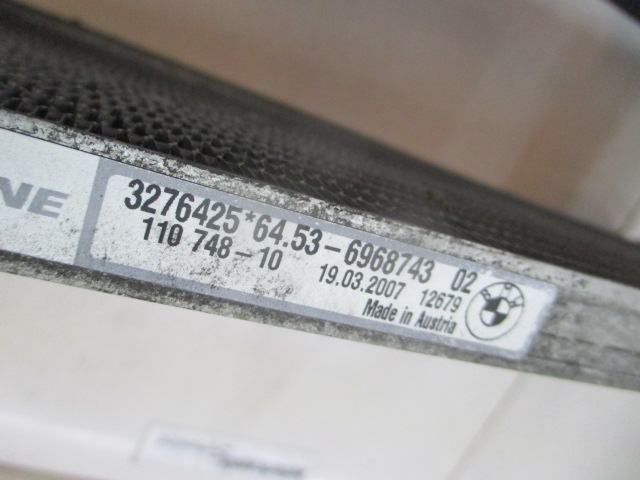 NE
3276425*64.53-6968743 02
110 748-10 19.03.2007 12679
Made in Austria